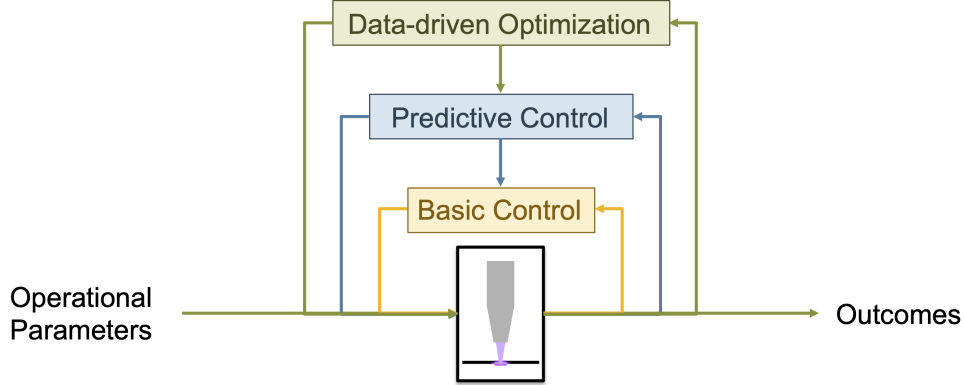 Data-driven Optimization
Predictive Control
Basic Control
Operational
Parameters
Outcomes